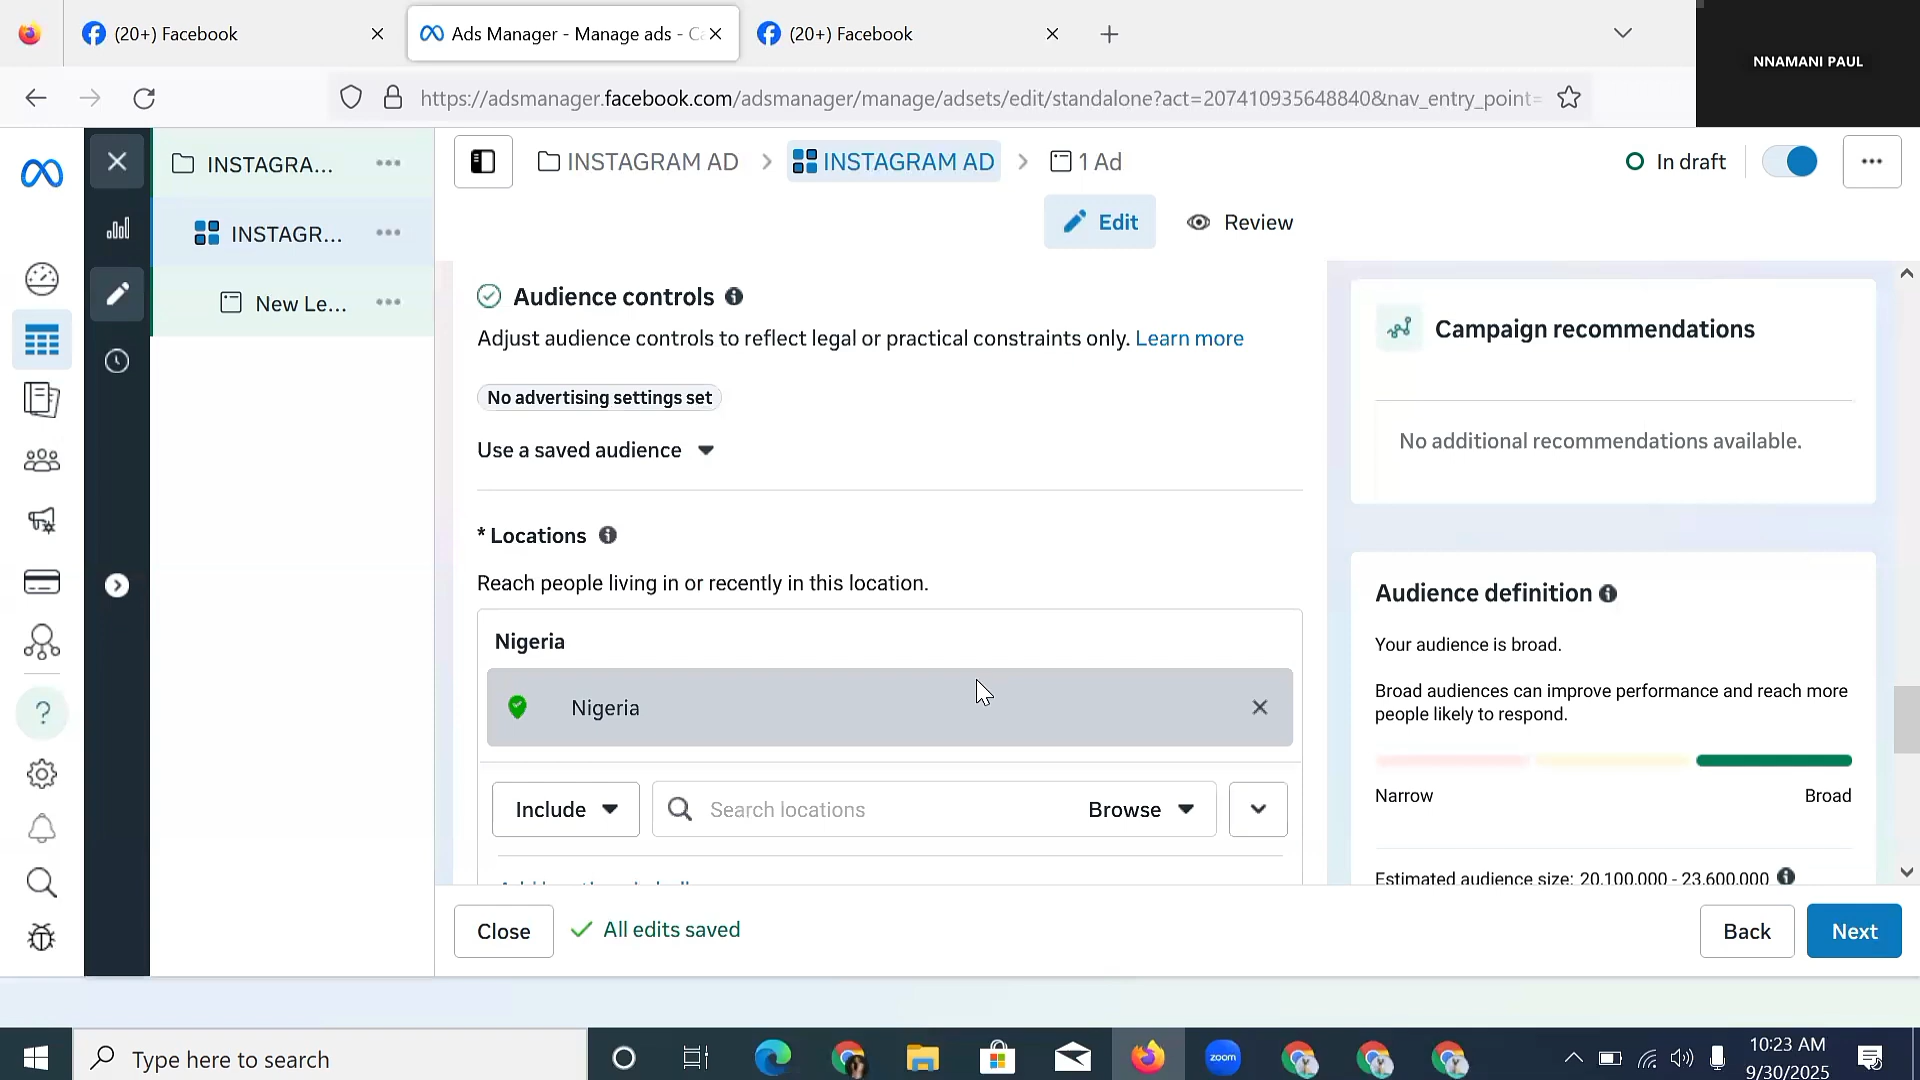 (20+) Facebook
Ads Manager - Manage ads - Ca
(20+) Facebook
NNAMANI PAUL
https://adsmanager.facebook.com/adsmanager/manage/adsets/edit/standalone?act=207410935648840&nav_entry_point=
INSTAGRA...
INSTAGR...
New Le...
INSTAGRAM AD
INSTAGRAM AD
1 Ad
In draft
Edit
Review
Audience controls
Adjust audience controls to reflect legal or practical constraints only. Learn more
No advertising settings set
Use a saved audience
* Locations
Reach people living in or recently in this location.
Nigeria
Nigeria
Include
Search locations
Browse
Campaign recommendations
No additional recommendations available.
Audience definition
Your audience is broad.
Broad audiences can improve performance and reach more
people likely to respond.
Narrow
Broad
Estimated audience size: 20,100,000 - 23,600,000
Close
All edits saved
Back
Next
Type here to search
zoom
10:23 AM
9/30/2025